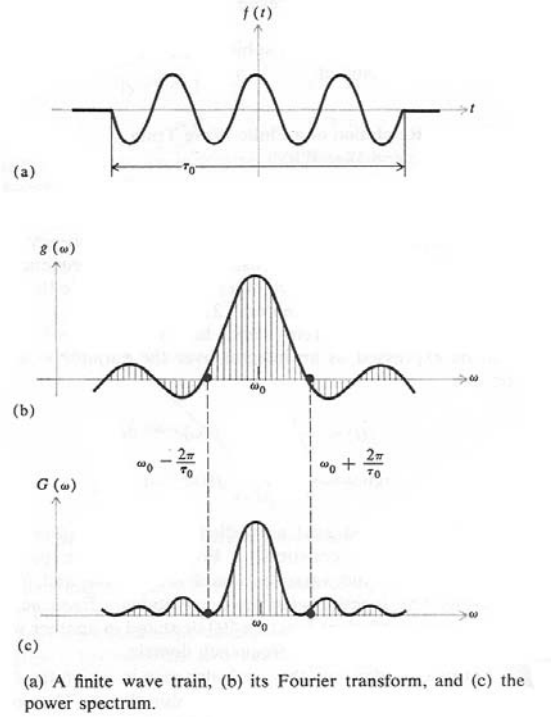 f (t)
t
τ₀
(a)
g (ω)
ω₀
ω
(b)
ω₀ − 2π/τ₀
ω₀ + 2π/τ₀
G (ω)
ω₀
ω
(c)
(a) A finite wave train, (b) its Fourier transform, and (c) the
power spectrum.